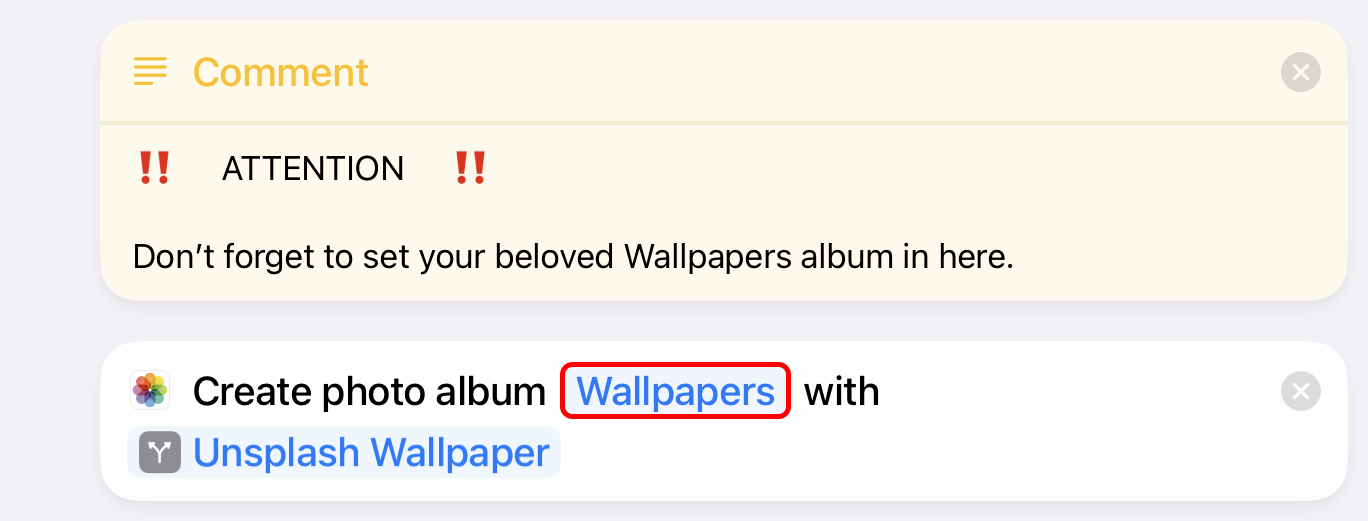 Comment
‼️ ATTENTION ‼️
Don’t forget to set your beloved Wallpapers album in here.
Create photo album Wallpapers with
Unsplash Wallpaper